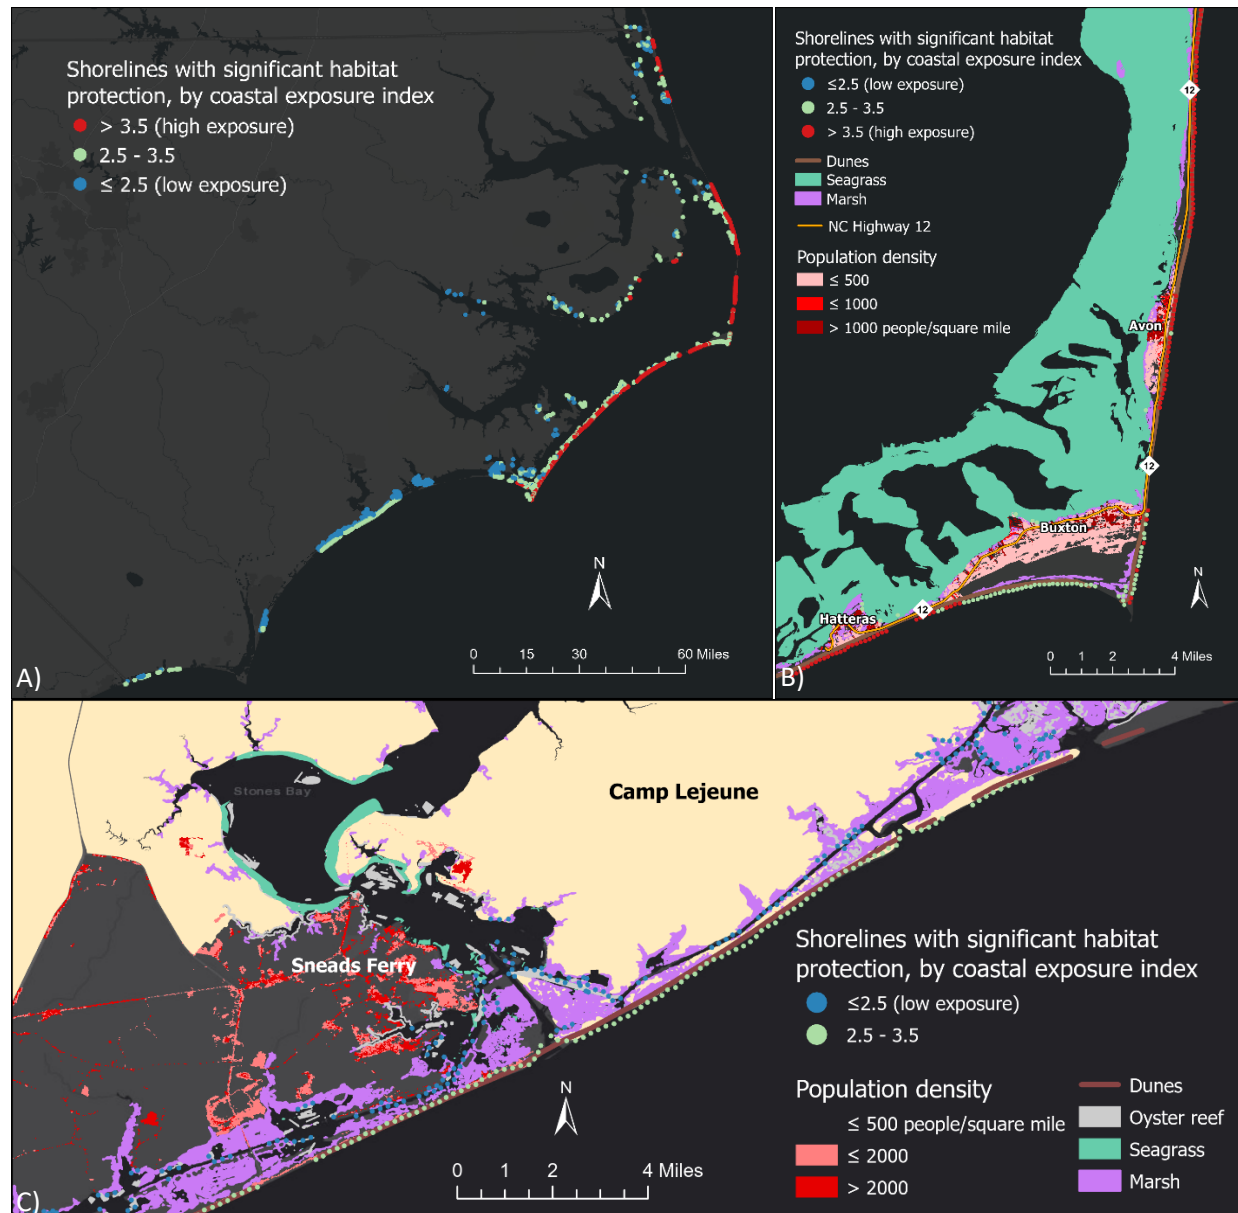 Shorelines with significant habitat
protection, by coastal exposure index
> 3.5 (high exposure)
2.5 - 3.5
≤ 2.5 (low exposure)
N
0 15 30 60 Miles
A)
Shorelines with significant habitat
protection, by coastal exposure index
≤2.5 (low exposure)
2.5 - 3.5
> 3.5 (high exposure)
Dunes
Seagrass
Marsh
NC Highway 12
Population density
≤ 500
≤ 1000
> 1000 people/square mile
12
Avon
12
Buxton
Hatteras
12
N
0 1 2 4 Miles
B)
Stones Bay
Camp Lejeune
Sneads Ferry
Shorelines with significant habitat
protection, by coastal exposure index
≤2.5 (low exposure)
2.5 - 3.5
Population density
≤ 500 people/square mile
≤ 2000
> 2000
Dunes
Oyster reef
Seagrass
Marsh
N
0 1 2 4 Miles
C)